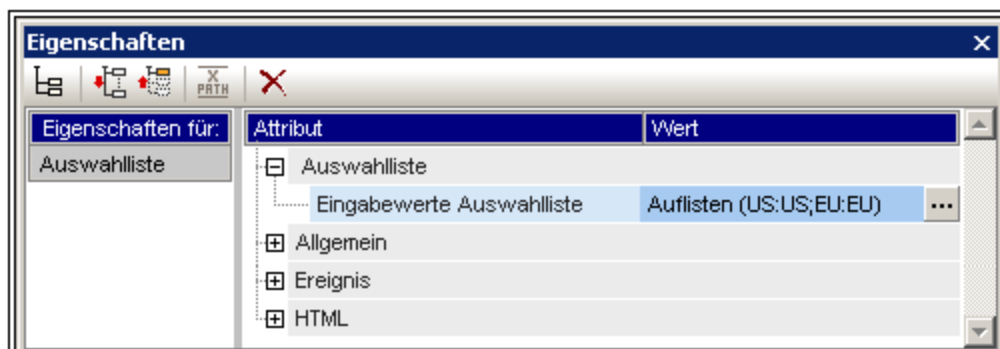 Eigenschaften
X
PATH
Eigenschaften für: Attribut Wert
Auswahlliste Auswahlliste
Eingabewerte Auswahlliste Auflisten (US:US;EU:EU) ...
Allgemein
Ereignis
HTML